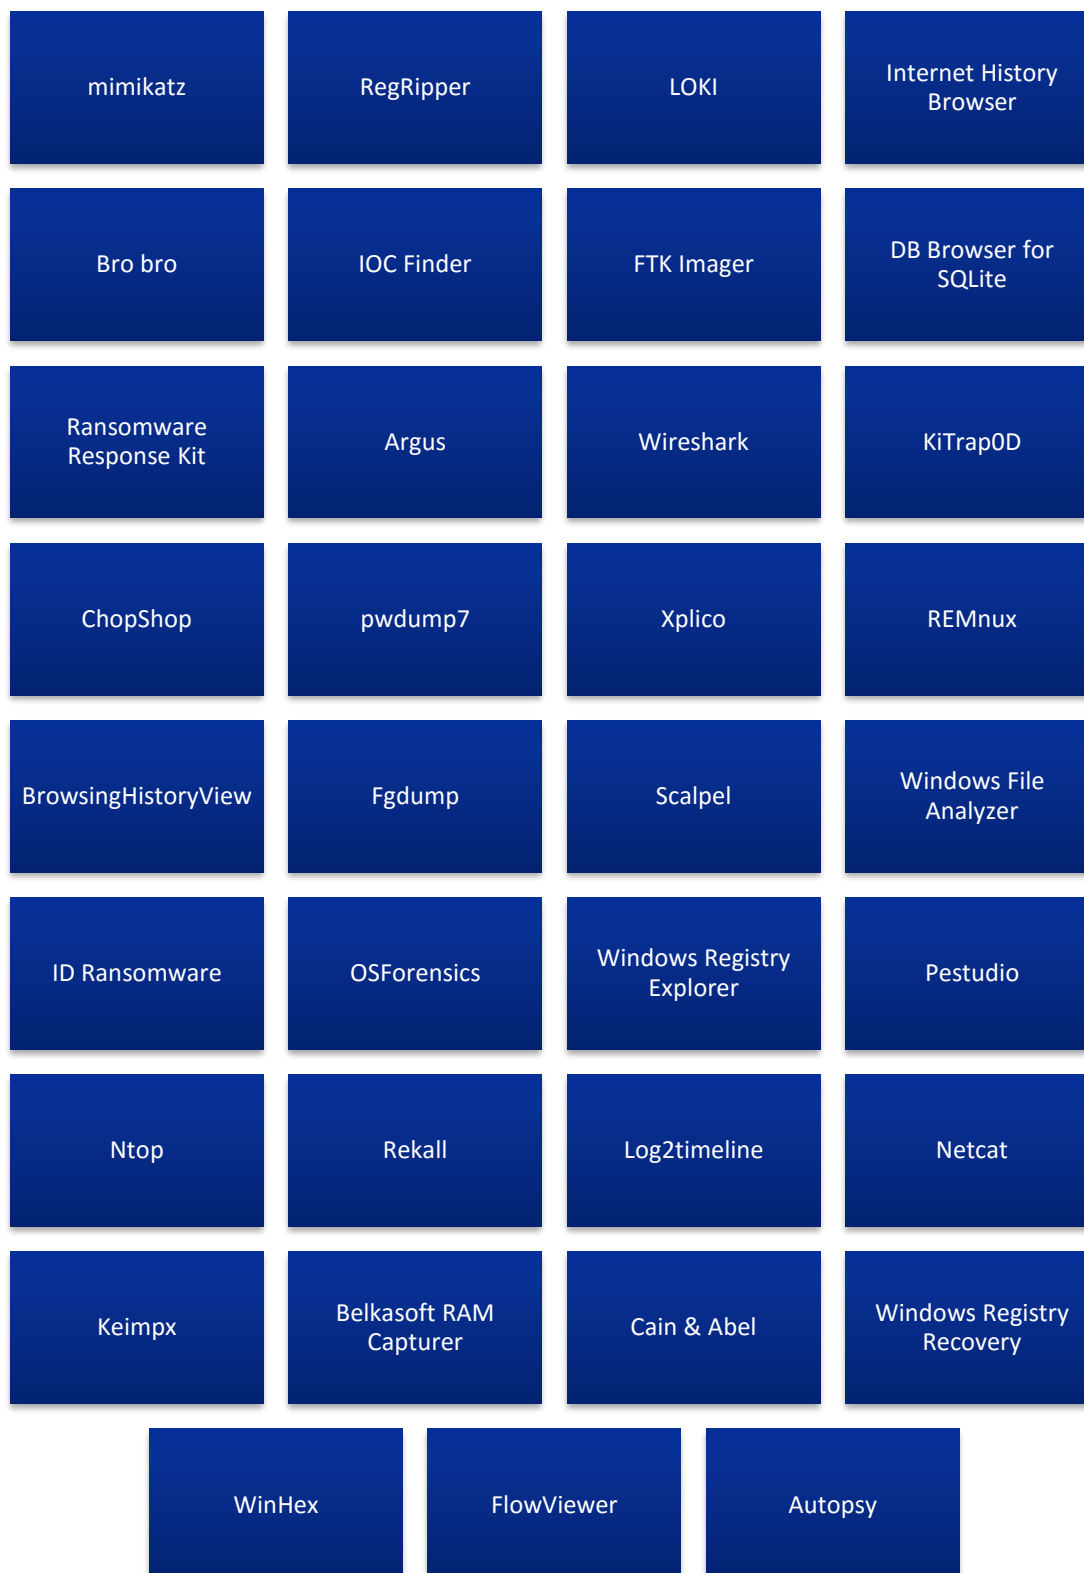 mimikatz
RegRipper
LOKI
Internet History
Browser
Bro bro
IOC Finder
FTK Imager
DB Browser for
SQLite
Ransomware
Response Kit
Argus
Wireshark
KiTrap0D
ChopShop
pwdump7
Xplico
REMnux
BrowsingHistoryView
Fgdump
Scalpel
Windows File
Analyzer
ID Ransomware
OSForensics
Windows Registry
Explorer
Pestudio
Ntop
Rekall
Log2timeline
Netcat
Keimpx
Belkasoft RAM
Capturer
Cain & Abel
Windows Registry
Recovery
WinHex
FlowViewer
Autopsy